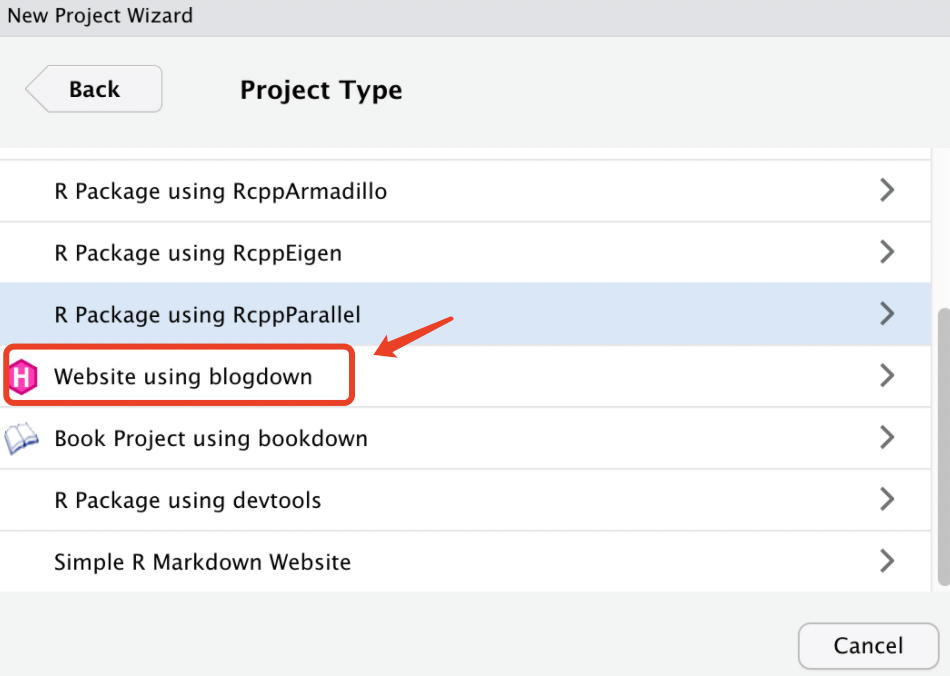 New Project Wizard
Back
Project Type
R Package using RcppArmadillo
R Package using RcppEigen
R Package using RcppParallel
H
Website using blogdown
Book Project using bookdown
R Package using devtools
Simple R Markdown Website
Cancel